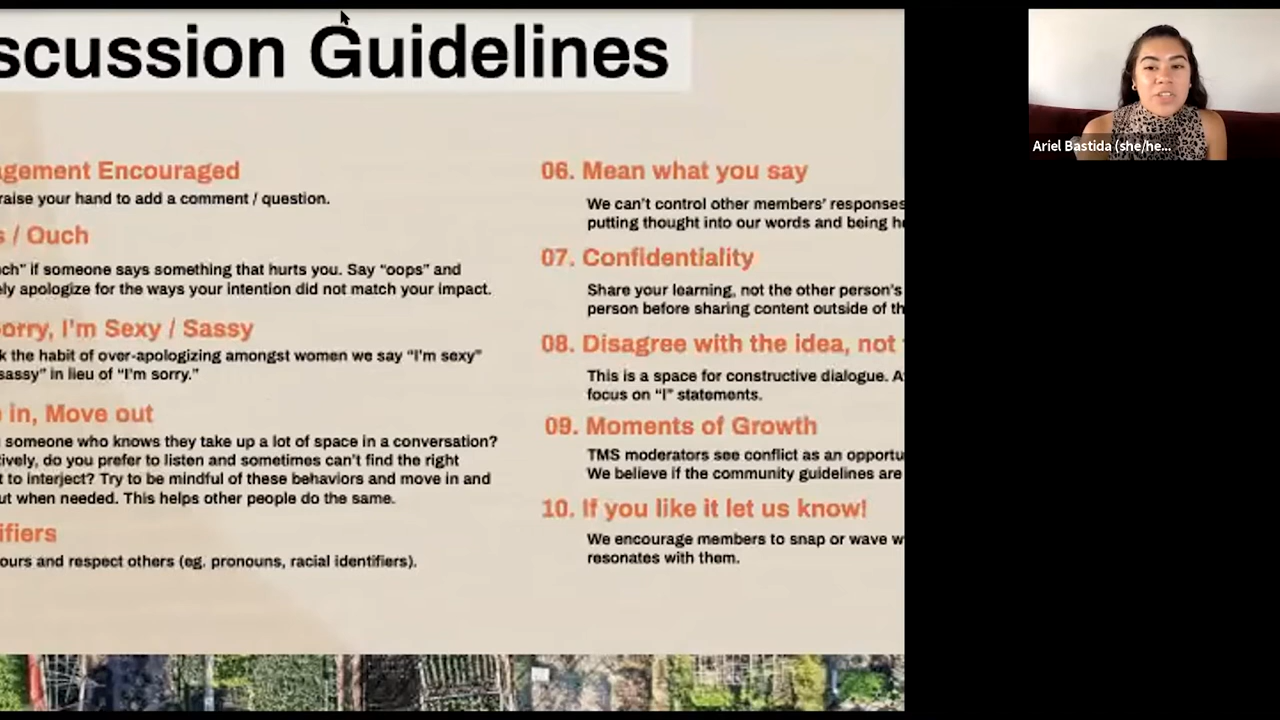 scussion Guidelines
gement Encouraged
raise your hand to add a comment / question.
s / Ouch
ch” if someone says something that hurts you. Say “oops” and
ely apologize for the ways your intention did not match your impact.
orry, I'm Sexy / Sassy
k the habit of over-apologizing amongst women we say “I'm sexy”
sassy” in lieu of “I'm sorry.”
e in, Move out
someone who knows they take up a lot of space in a conversation?
ively, do you prefer to listen and sometimes can't find the right
t to interject? Try to be mindful of these behaviors and move in and
ut when needed. This helps other people do the same.
ifiers
ours and respect others (eg. pronouns, racial identifiers).
06. Mean what you say
We can’t control other members’ responses
putting thought into our words and being h
07. Confidentiality
Share your learning, not the other person’s
person before sharing content outside of th
08. Disagree with the idea, not
This is a space for constructive dialogue. A
focus on “I” statements.
09. Moments of Growth
TMS moderators see conflict as an opportu
We believe if the community guidelines are
10. If you like it let us know!
We encourage members to snap or wave w
resonates with them.
Ariel Bastida (she/he...